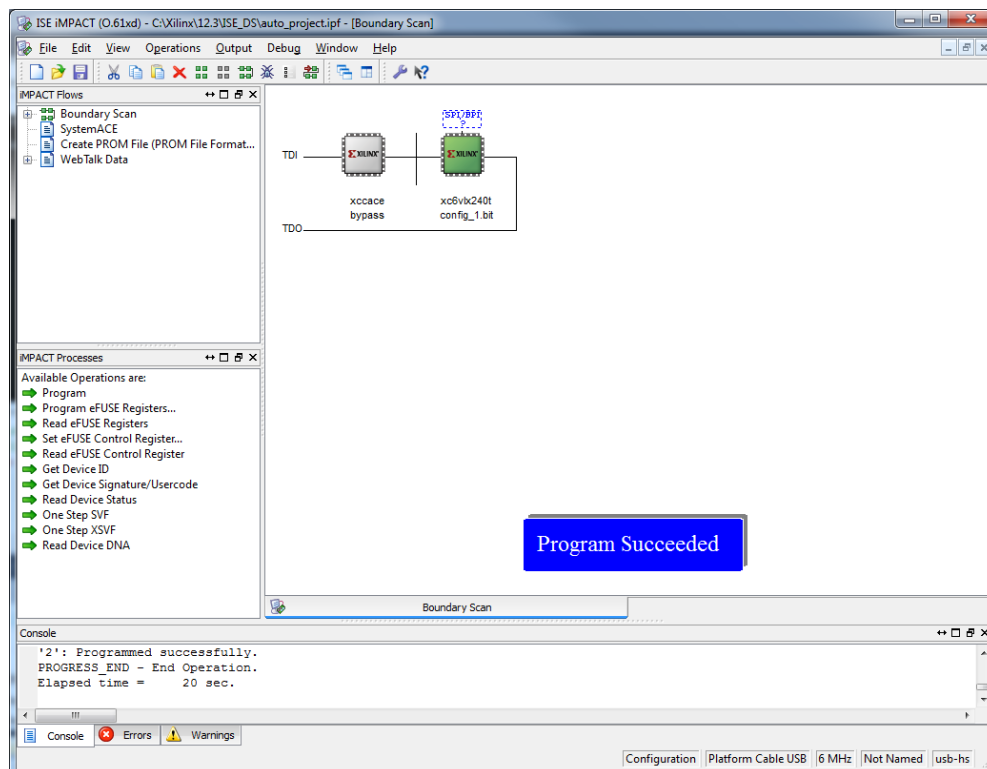 ISE iMPACT (O.61xd) - C:\Xilinx\12.3\ISE_DS\auto_project.ipf - [Boundary Scan]
File Edit View Operations Output Debug Window Help
iMPACT Flows
Boundary Scan
SystemACE
Create PROM File (PROM File Format...
WebTalk Data
SPI/BPI
?
TDI
XILINX
XILINX
xccace
bypass
xc6vlx240t
config_1.bit
TDO
iMPACT Processes
Available Operations are:
Program
Program eFUSE Registers...
Read eFUSE Registers
Set eFUSE Control Register...
Read eFUSE Control Register
Get Device ID
Get Device Signature/Usercode
Read Device Status
One Step SVF
One Step XSVF
Read Device DNA
Program Succeeded
Boundary Scan
Console
'2': Programmed successfully.
PROGRESS_END - End Operation.
Elapsed time =     20 sec.
Console Errors Warnings
Configuration Platform Cable USB 6 MHz Not Named usb-hs